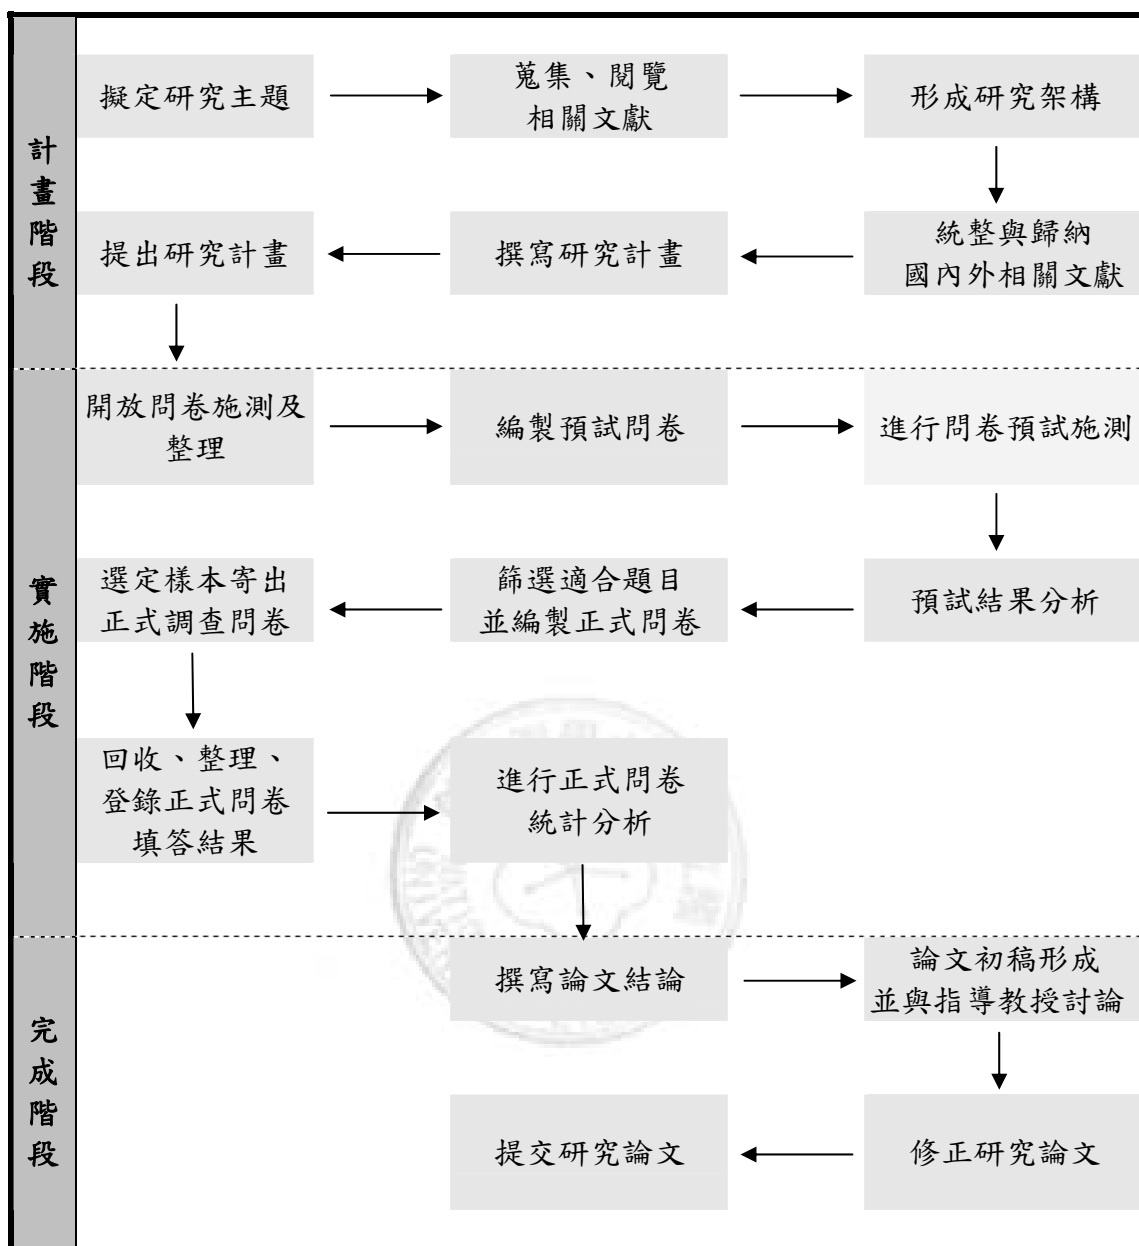 計畫階段
擬定研究主題
蒐集、閱覽
相關文獻
形成研究架構
提出研究計畫
撰寫研究計畫
統整與歸納
國內外相關文獻
實施階段
開放問卷施測及
整理
編製預試問卷
進行問卷預試施測
選定樣本寄出
正式調查問卷
篩選適合題目
並編製正式問卷
預試結果分析
回收、整理、
登錄正式問卷
填答結果
進行正式問卷
統計分析
完成階段
撰寫論文結論
論文初稿形成
並與指導教授討論
提交研究論文
修正研究論文